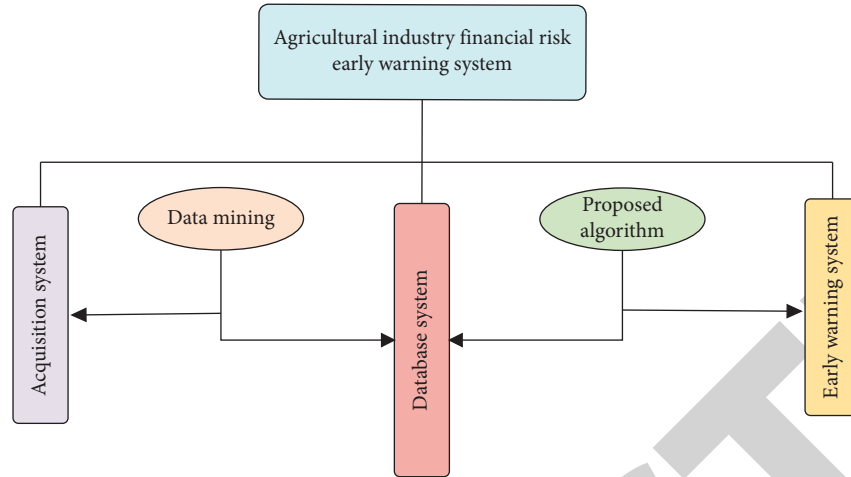 Agricultural industry financial risk
early warning system
Data mining
Proposed
algorithm
Acquisition system
Database system
Early warning system